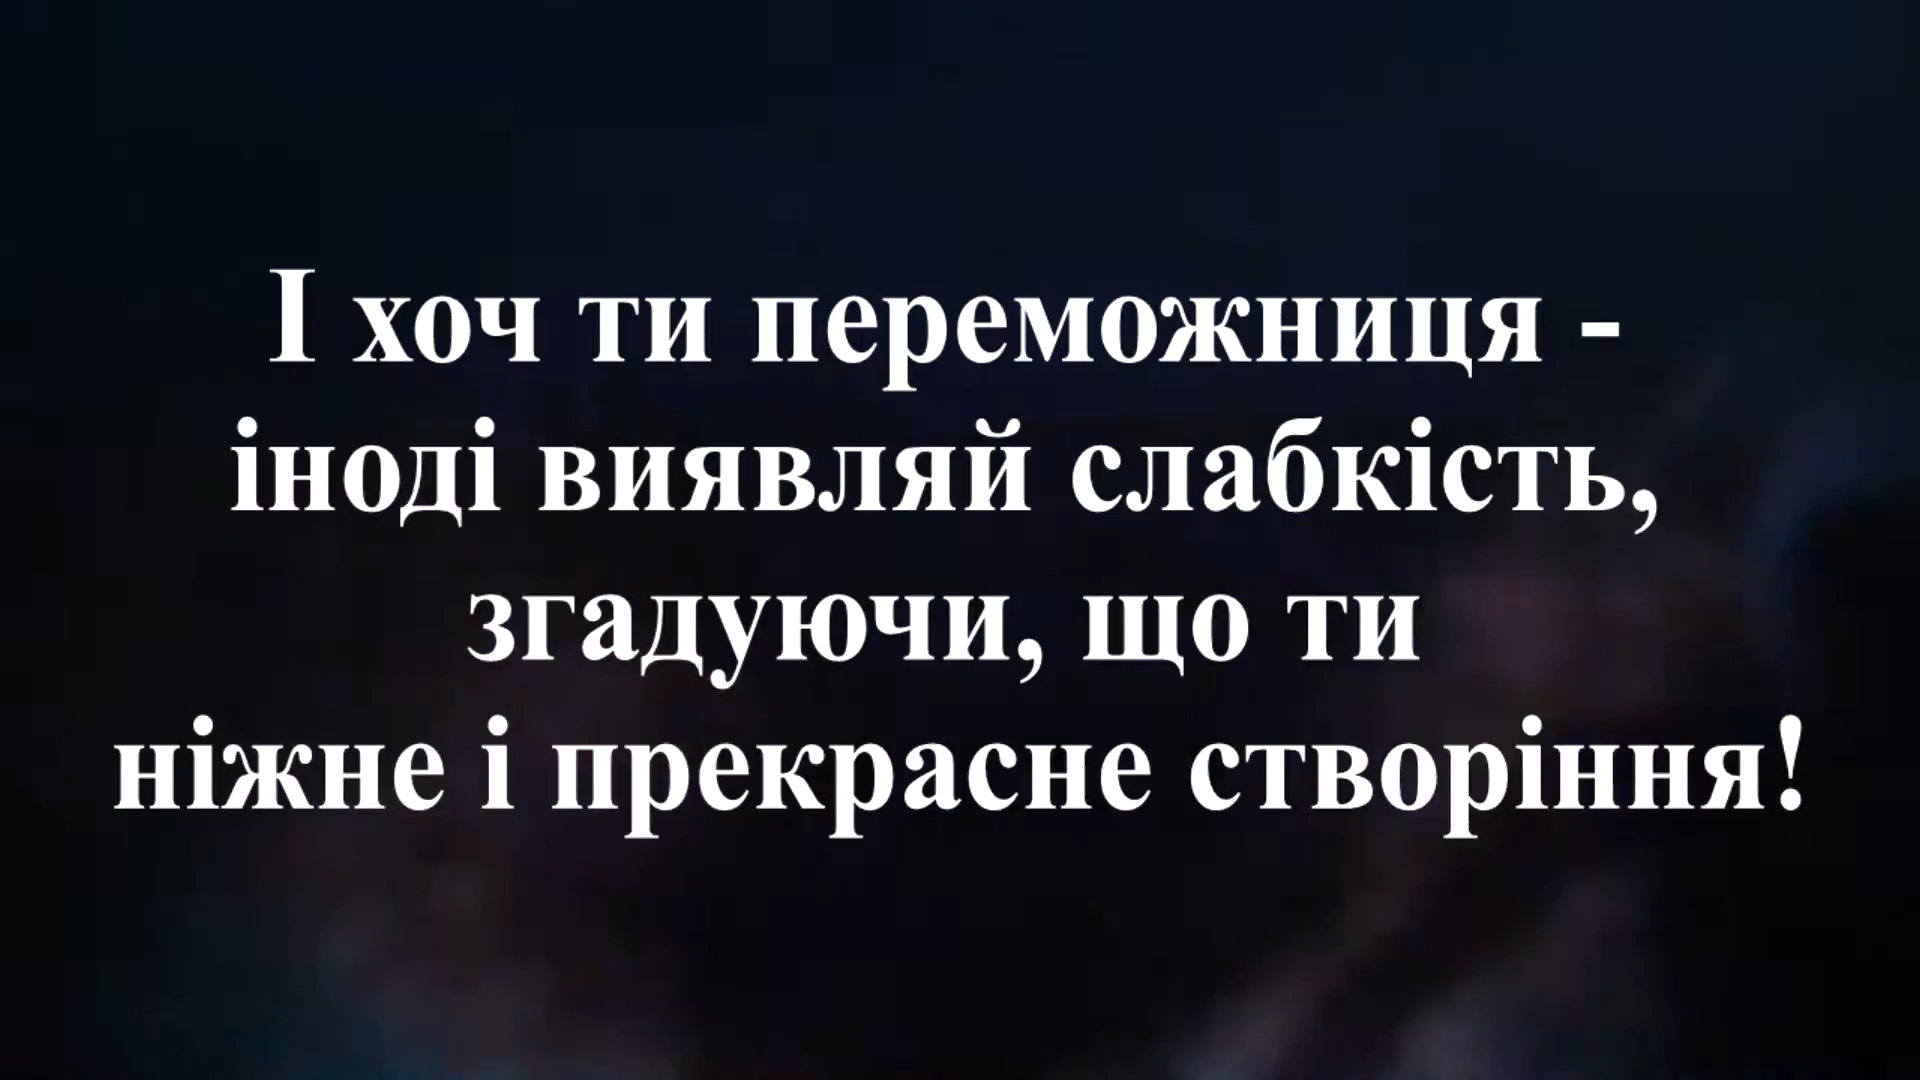 І хоч ти переможниця -
іноді виявляй слабкість,
згадуючи, що ти
ніжне і прекрасне створіння!